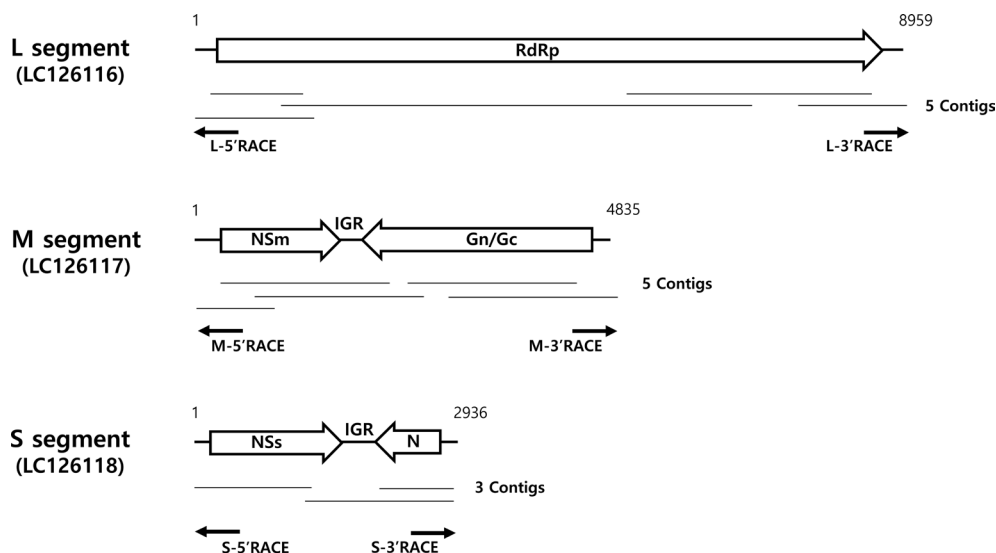 1
8959
L segment
(LC126116)
RdRp
5 Contigs
L-5'RACE
L-3'RACE
1
4835
M segment
(LC126117)
NSm
IGR
Gn/Gc
5 Contigs
M-5'RACE
M-3'RACE
1
2936
S segment
(LC126118)
NSs
IGR
N
3 Contigs
S-5'RACE
S-3'RACE